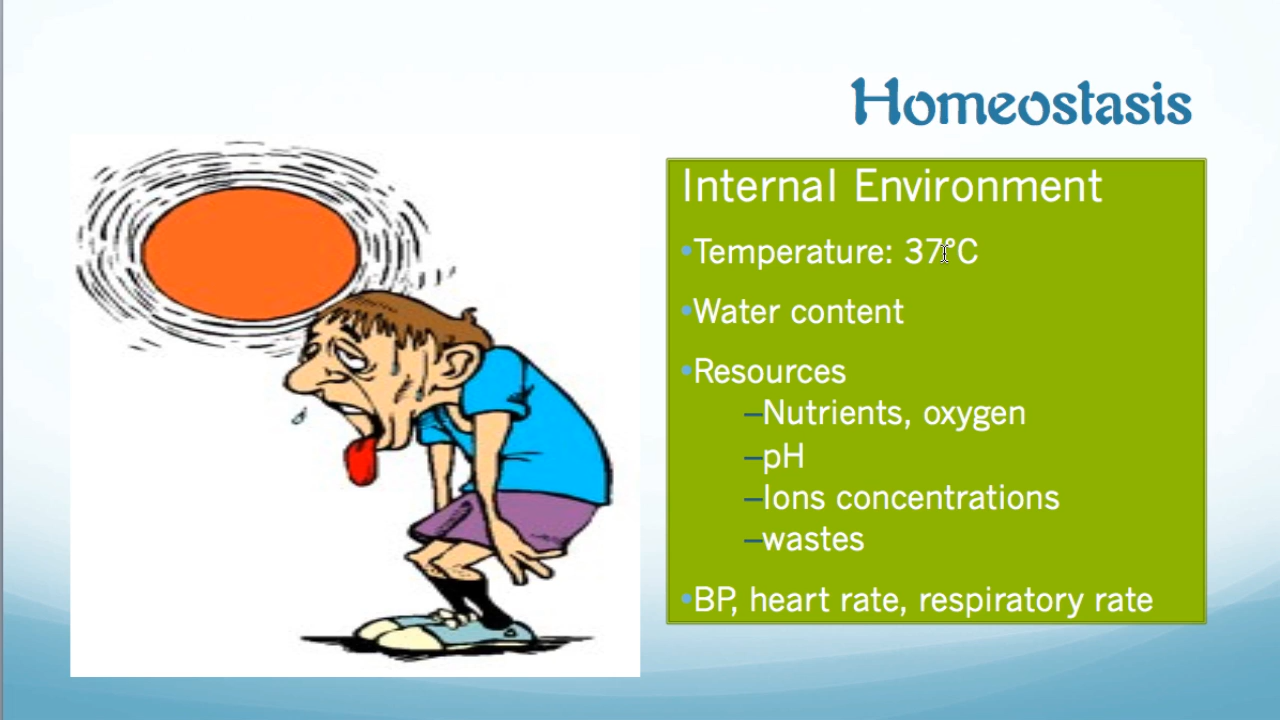 Homeostasis
Internal Environment
•Temperature: 37°C
•Water content
•Resources
–Nutrients, oxygen
–pH
–Ions concentrations
–wastes
•BP, heart rate, respiratory rate